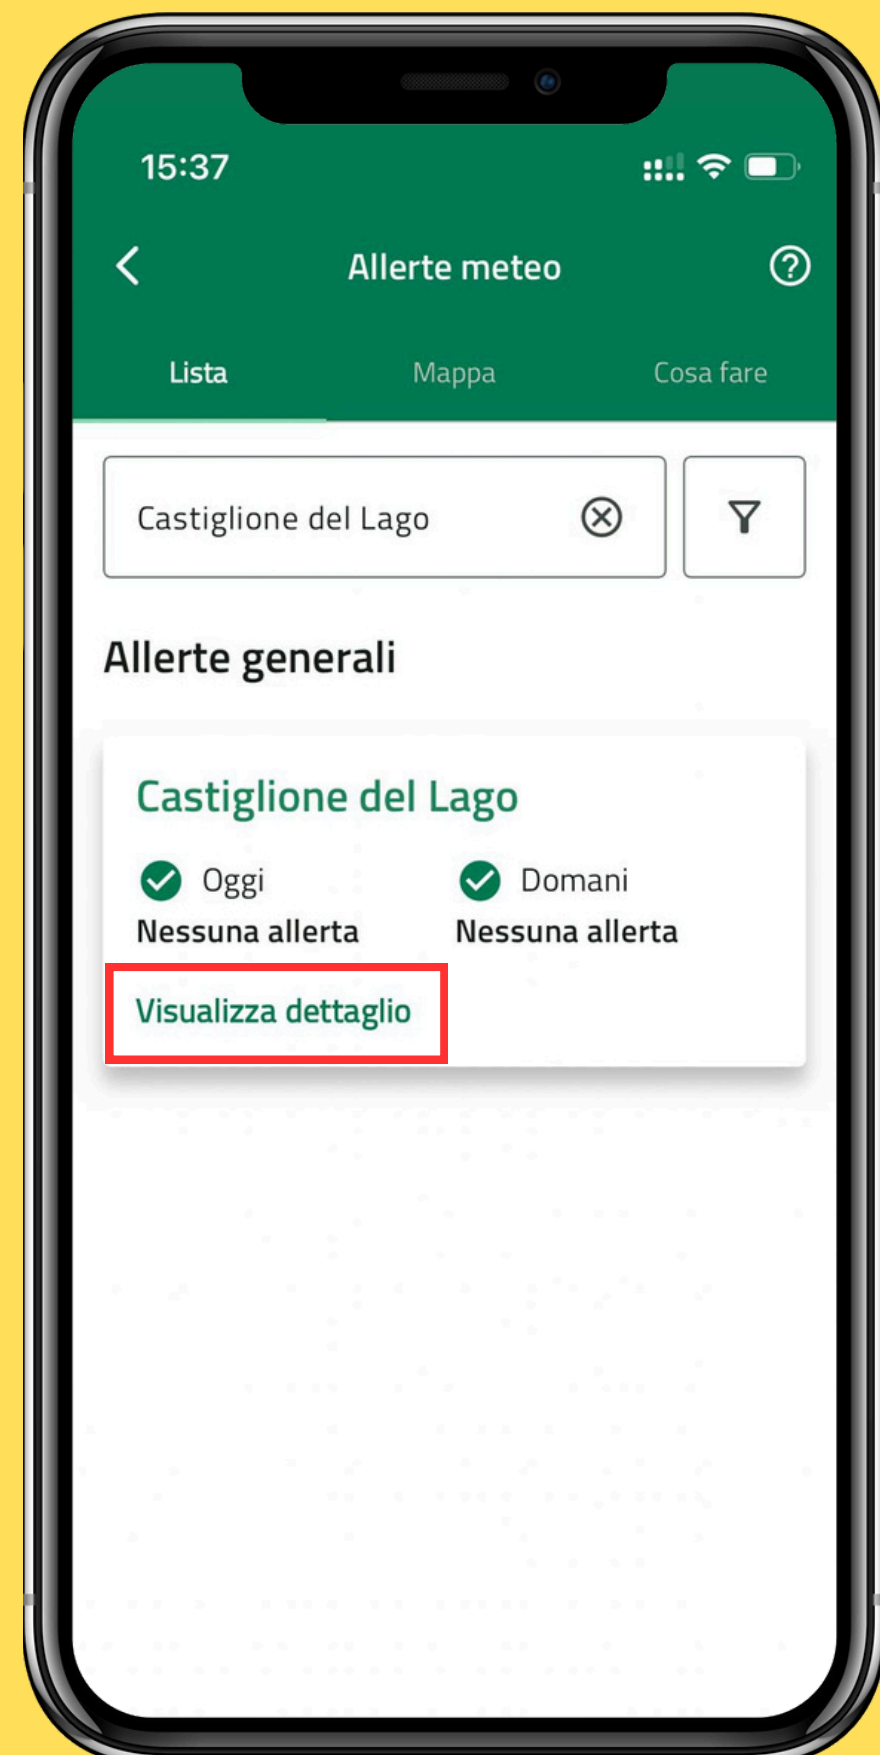 15:37
Allerte meteo
Lista Mappa Cosa fare
Castiglione del Lago
Allerte generali
Castiglione del Lago
Oggi Domani
Nessuna allerta Nessuna allerta
Visualizza dettaglio